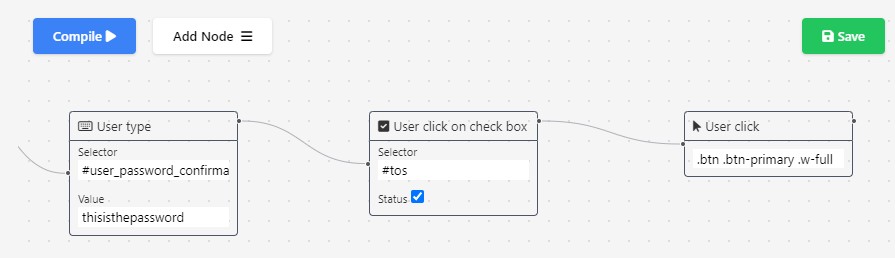 Compile
Add Node
Save
User type
Selector
#user_password_confirma
Value
thisisthepassword
User click on check box
Selector
#tos
Status
User click
.btn .btn-primary .w-full